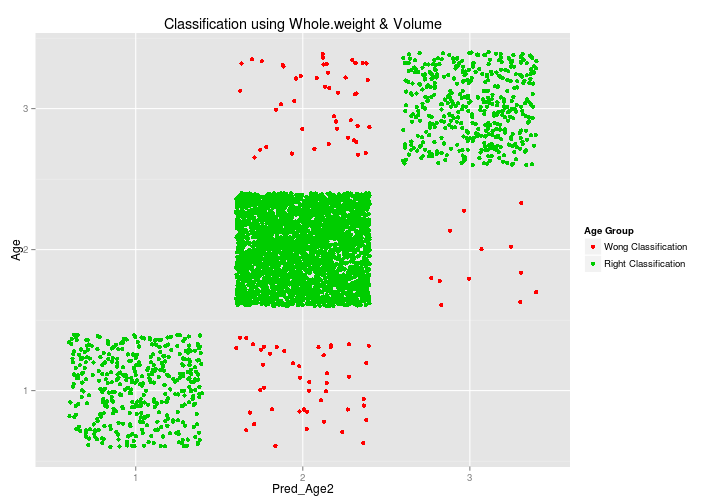 Classification using Whole.weight & Volume
3
2
1
Age
1
2
3
Pred_Age2
Age Group
Wong Classification
Right Classification